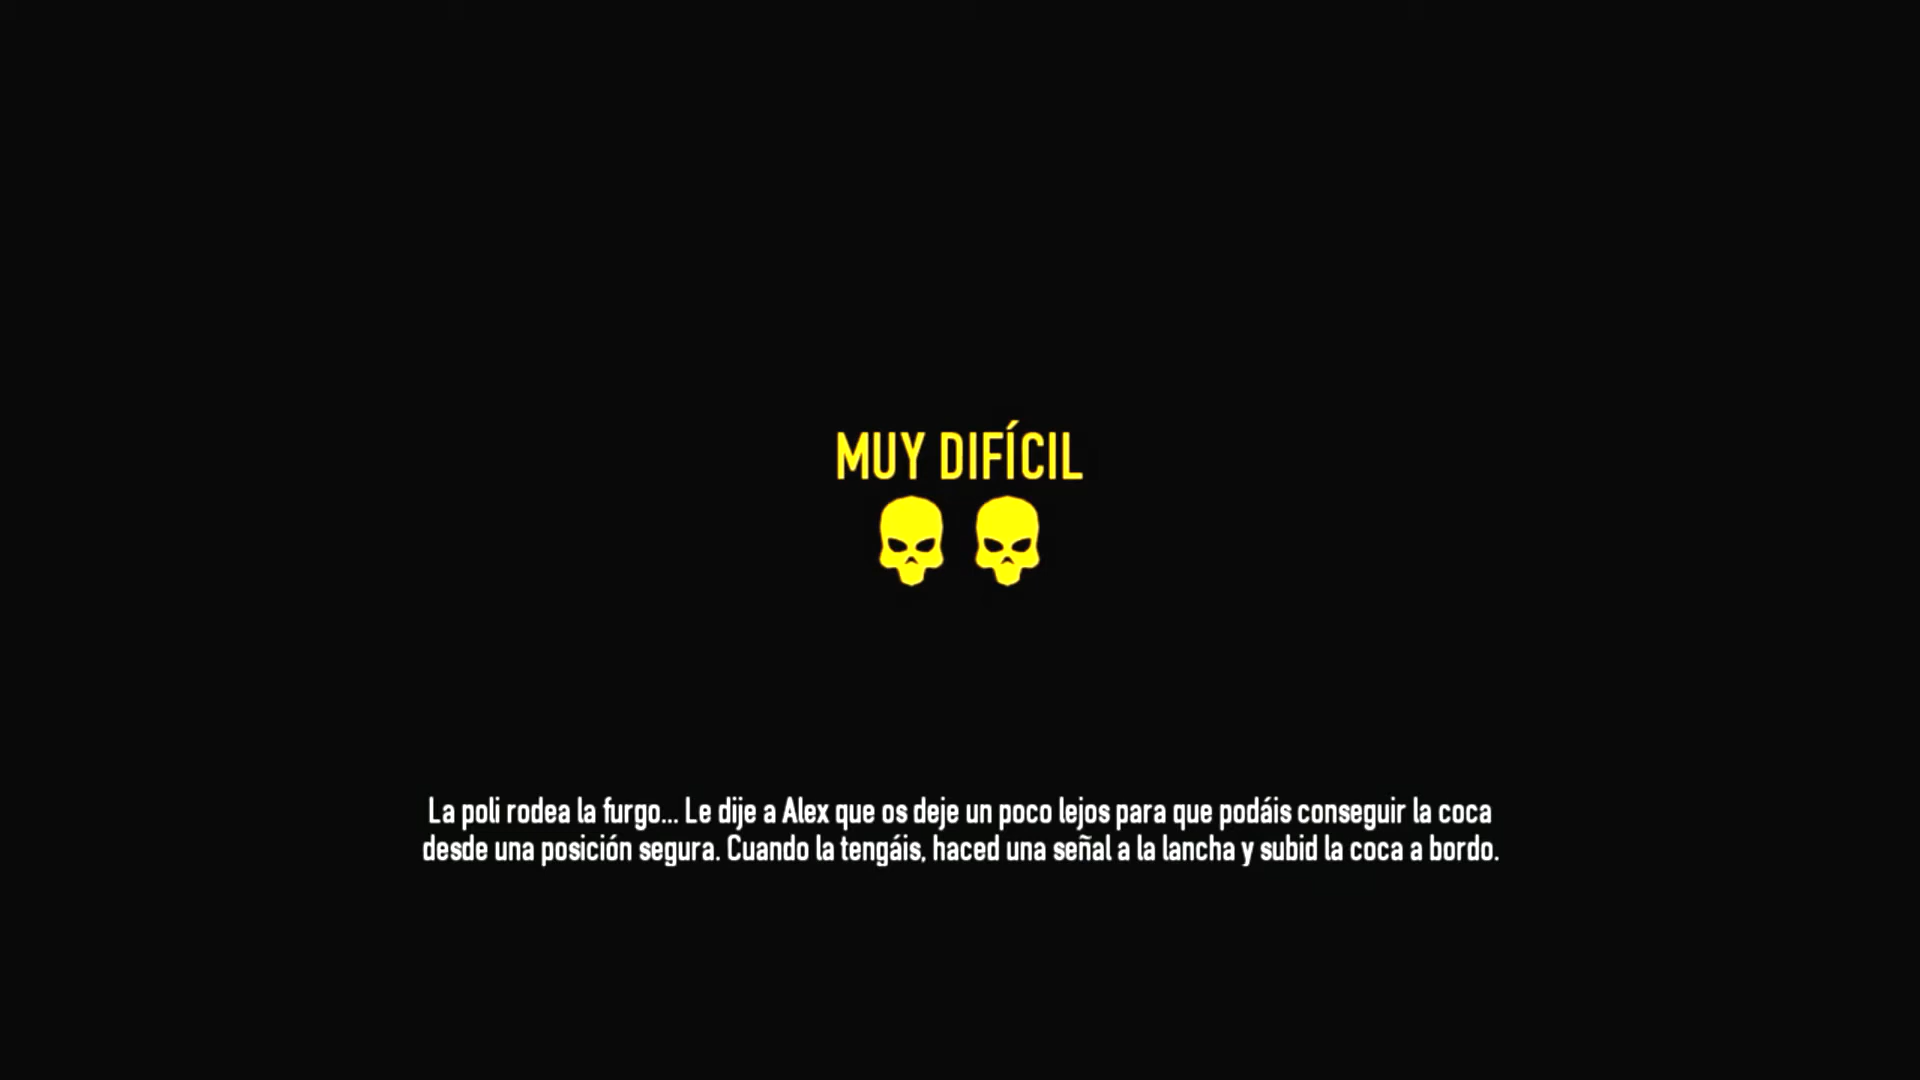 MUY DIFÍCIL
La poli rodea la furgo... Le dije a Alex que os deje un poco lejos para que podáis conseguir la coca
desde una posición segura. Cuando la tengáis, haced una señal a la lancha y subid la coca a bordo.